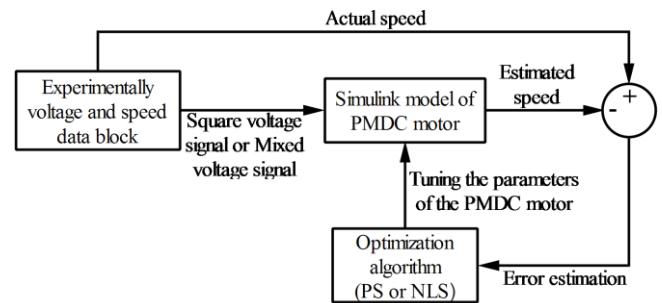 Actual speed
Experimentally
voltage and speed
data block
Square voltage
signal or Mixed
voltage signal
Simulink model of
PMDC motor
Estimated
speed
+
-
Tuning the parameters
of the PMDC motor
Optimization
algorithm
(PS or NLS)
Error estimation